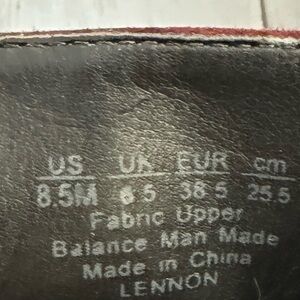 US UK EUR cm
8.5M 6.5 38.5 25.5
Fabric Upper
Balance Man Made
Made in China
LENNON